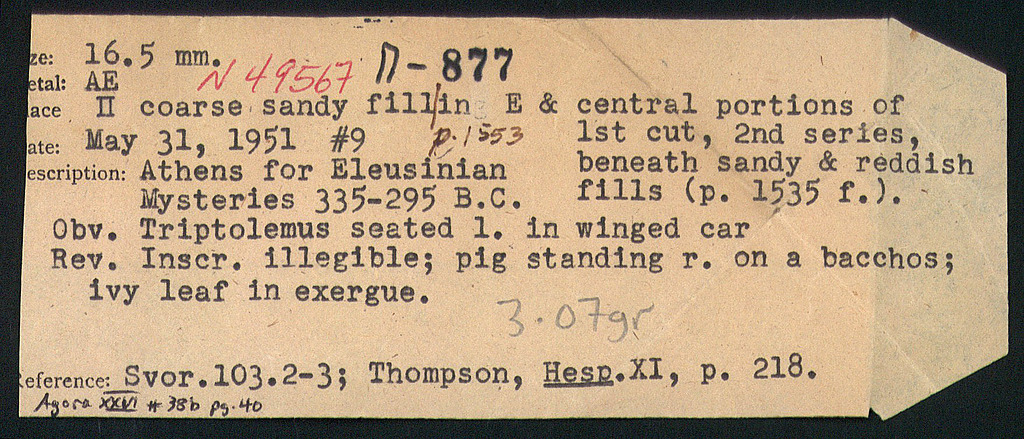 ze: 16.5 mm. N 49567 Π-877
etal: AE
lace Π coarse sandy fill/in E & central portions of
ate: May 31, 1951 #9 p. 1553 1st cut, 2nd series,
escription: Athens for Eleusinian beneath sandy & reddish
Mysteries 335-295 B.C. fills (p. 1535 f.).
Obv. Triptolemus seated l. in winged car
Rev. Inscr. illegible; pig standing r. on a bacchos;
ivy leaf in exergue.
3.07gr
eference: Svor.103.2-3; Thompson, Hesp.XI, p. 218.
Agora XXVI #38b pg.40